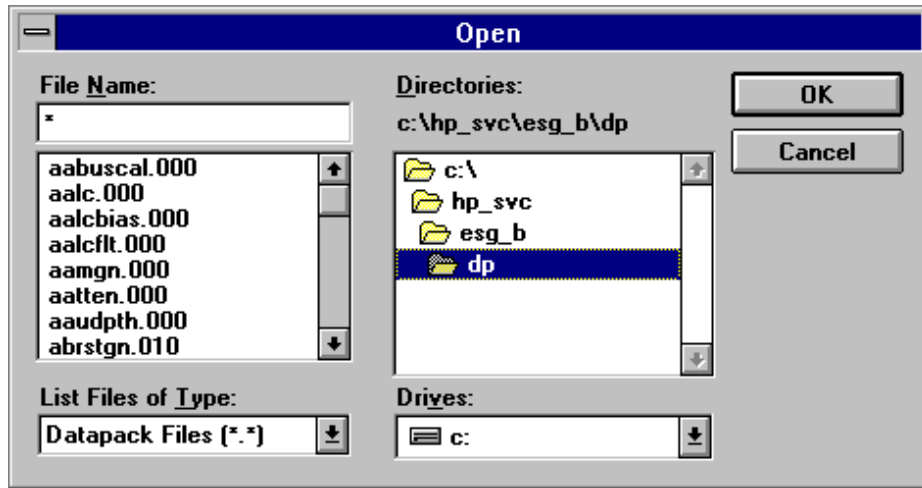 Open
File Name:
*
aabuscal.000
aalc.000
aalcbias.000
aalcflt.000
aamgn.000
aatten.000
aaudpth.000
abrstgn.010
List Files of Type:
Datapack Files (*.*)
Directories:
c:\hp_svc\esg_b\dp
c:\
hp_svc
esg_b
dp
Drives:
c:
OK
Cancel